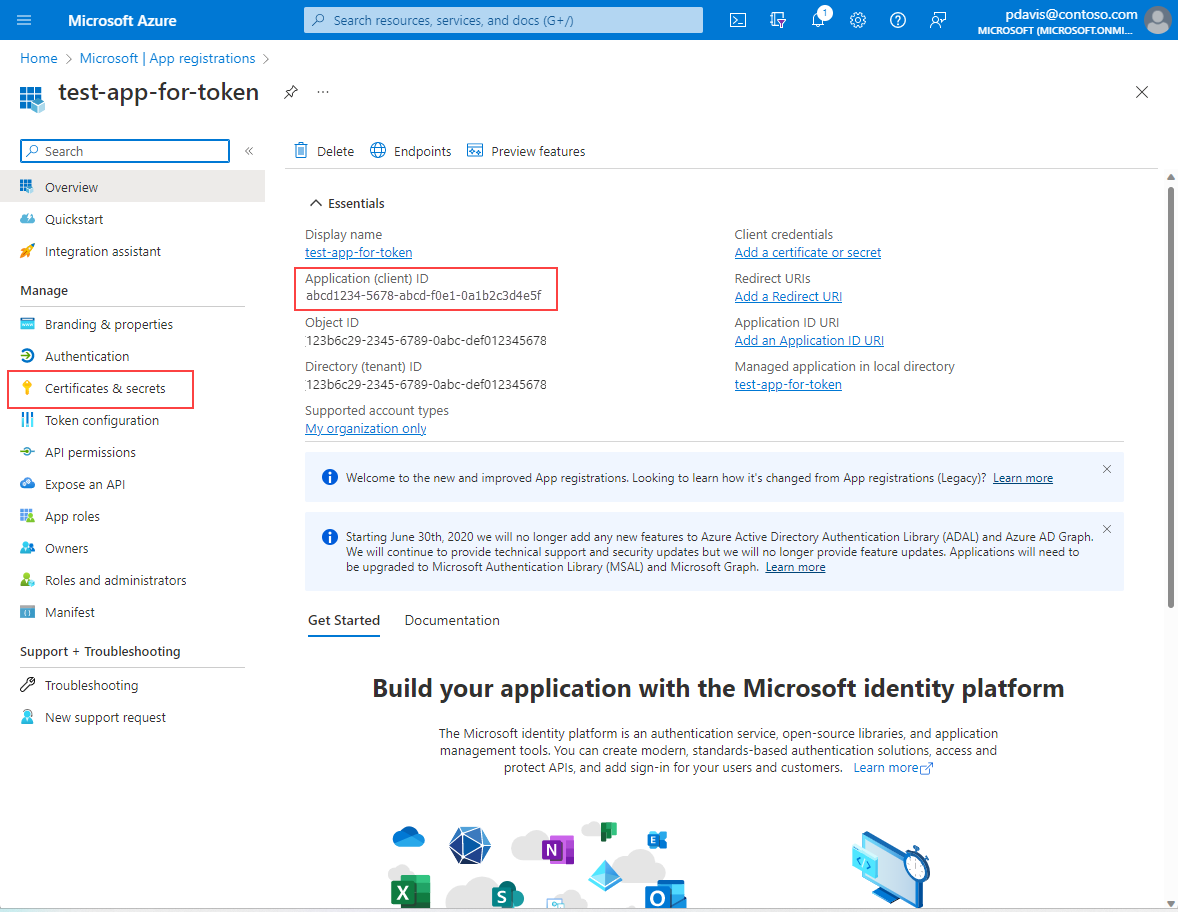 Microsoft Azure
Search resources, services, and docs (G+/)
1
pdavis@contoso.com
MICROSOFT (MICROSOFT.ONMI...
Home > Microsoft | App registrations >
test-app-for-token
...
Search
«
Overview
Quickstart
Integration assistant
Manage
Branding & properties
Authentication
Certificates & secrets
Token configuration
API permissions
Expose an API
App roles
Owners
Roles and administrators
Manifest
Support + Troubleshooting
Troubleshooting
New support request
Delete
Endpoints
Preview features
Essentials
Display name
test-app-for-token
Application (client) ID
abcd1234-5678-abcd-f0e1-0a1b2c3d4e5f
Object ID
123b6c29-2345-6789-0abc-def012345678
Directory (tenant) ID
123b6c29-2345-6789-0abc-def012345678
Supported account types
My organization only
Client credentials
Add a certificate or secret
Redirect URIs
Add a Redirect URI
Application ID URI
Add an Application ID URI
Managed application in local directory
test-app-for-token
Welcome to the new and improved App registrations. Looking to learn how it's changed from App registrations (Legacy)? Learn more
Starting June 30th, 2020 we will no longer add any new features to Azure Active Directory Authentication Library (ADAL) and Azure AD Graph.
We will continue to provide technical support and security updates but we will no longer provide feature updates. Applications will need to
be upgraded to Microsoft Authentication Library (MSAL) and Microsoft Graph. Learn more
Get Started
Documentation
Build your application with the Microsoft identity platform
The Microsoft identity platform is an authentication service, open-source libraries, and application
management tools. You can create modern, standards-based authentication solutions, access and
protect APIs, and add sign-in for your users and customers. Learn more
N
E
X
S
O